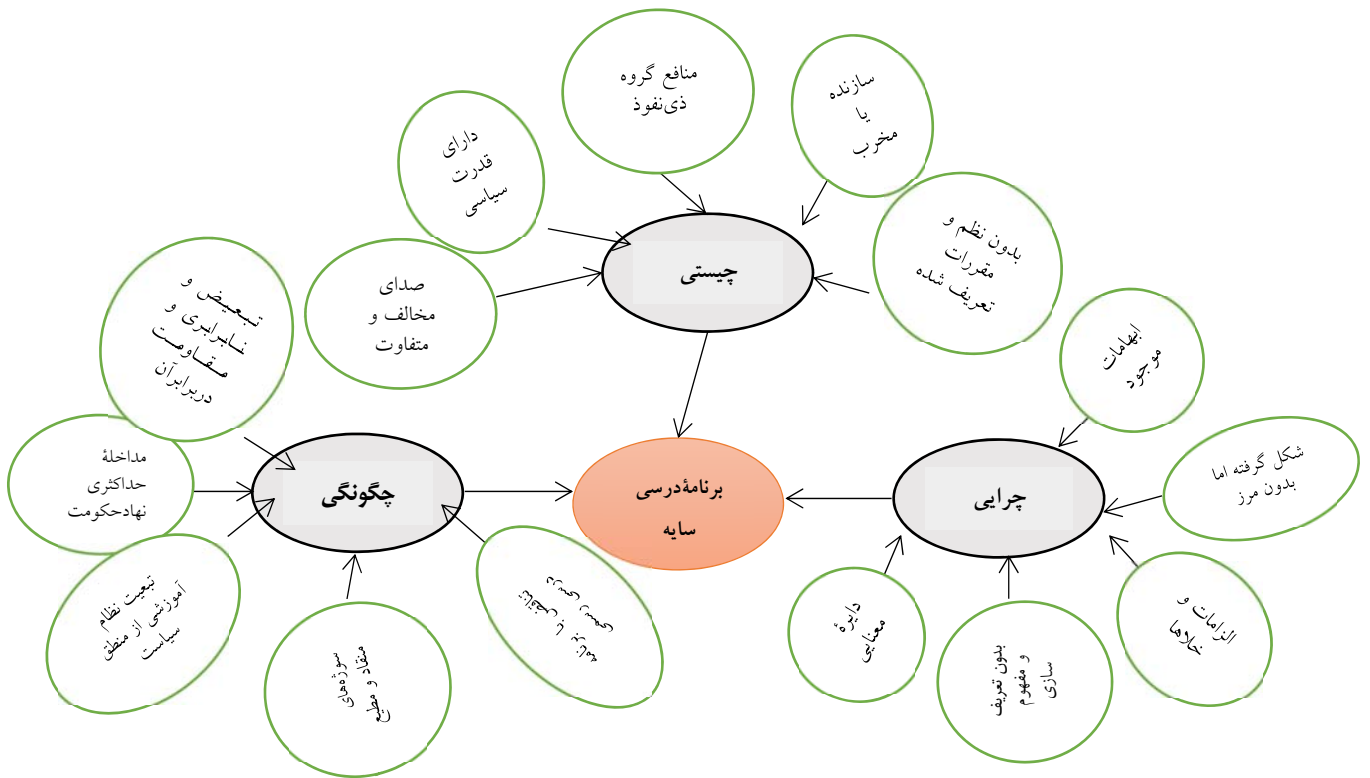 منافع گروه
ذی‌نفوذ
سازنده
یا
مخرب
دارای
قدرت
سیاسی
بدون نظم و
مقررات
تعریف شده
صدای
مخالف و
متفاوت
چیستی
تبعیض و
نابرابری و
مقاومت
دربرابرآن
ابهامات
موجود
مداخلهٔ
حداکثری
نهادحکومت
چگونگی
برنامهٔ‌درسی
سایه
چرایی
شکل گرفته اما
بدون مرز
تبعیت نظام
آموزشی از منطق
سیاست
سوژه‌های
منقاد و مطیع
دایرهٔ
معنایی
بدون تعریف
و مفهوم
سازی
الزامات و
خلاها